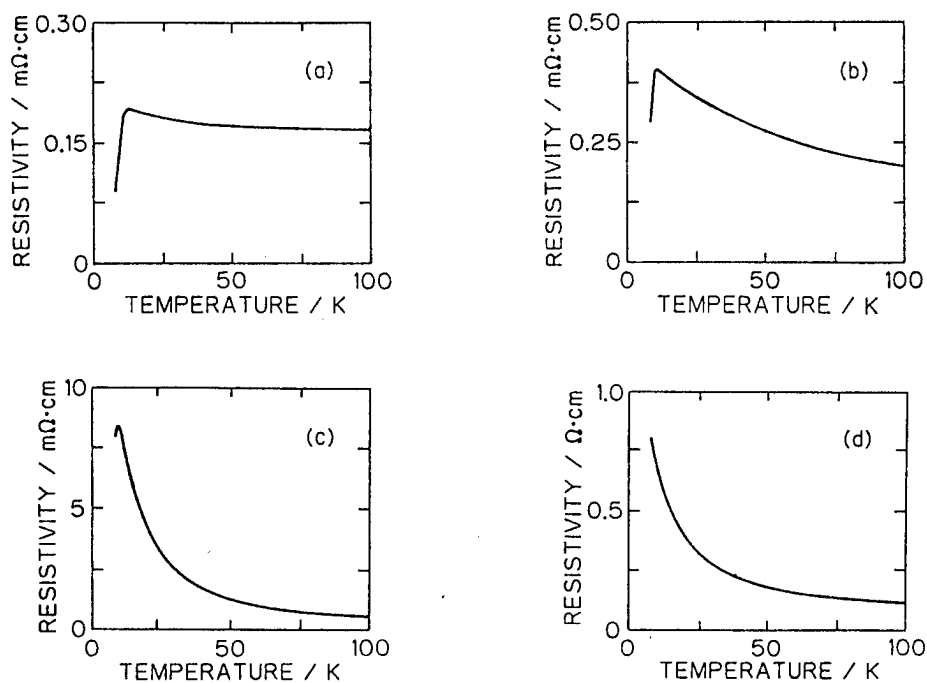 0.30
0.15
0
RESISTIVITY / mΩ·cm
(a)
0 50 100
TEMPERATURE / K
0.50
0.25
0
RESISTIVITY / mΩ·cm
(b)
0 50 100
TEMPERATURE / K
10
5
0
RESISTIVITY / mΩ·cm
(c)
0 50 100
TEMPERATURE / K
1.0
0.5
0
RESISTIVITY / Ω·cm
(d)
0 50 100
TEMPERATURE / K